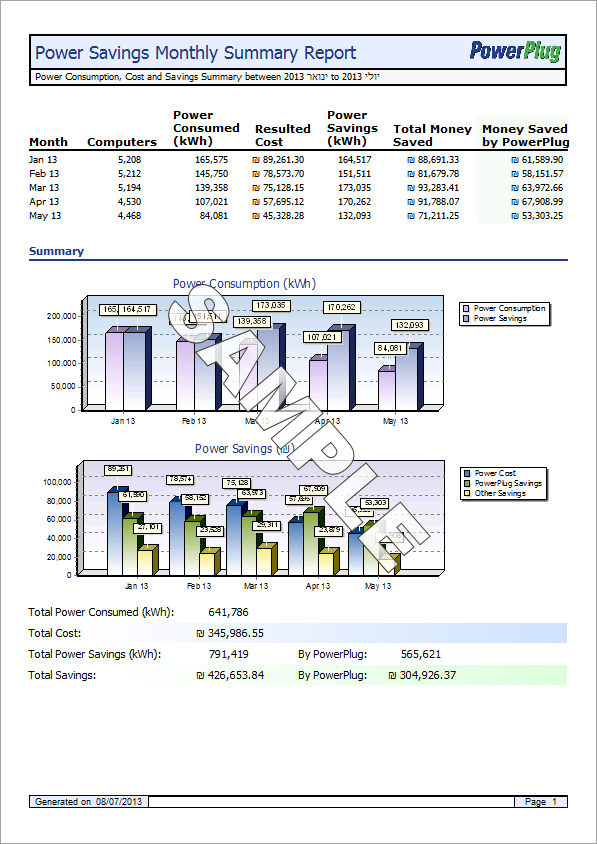 Power Savings Monthly Summary Report
PowerPlug
Power Consumption, Cost and Savings Summary between 2013 ינואר to 2013 יולי
Month Computers Power Consumed (kWh) Resulted Cost Power Savings (kWh) Total Money Saved Money Saved by PowerPlug
Jan 13 5,208 165,575 ₪ 89,261.30 164,517 ₪ 88,691.33 ₪ 61,589.90
Feb 13 5,212 145,750 ₪ 78,573.70 151,511 ₪ 81,679.78 ₪ 58,151.57
Mar 13 5,194 139,358 ₪ 75,128.15 173,035 ₪ 93,283.41 ₪ 63,972.66
Apr 13 4,530 107,021 ₪ 57,695.12 170,262 ₪ 91,788.07 ₪ 67,908.99
May 13 4,468 84,081 ₪ 45,328.28 132,093 ₪ 71,211.25 ₪ 53,303.25
Summary
Power Consumption (kWh)
200,000
150,000
100,000
50,000
0
164,517
139,358
173,035
107,021
170,262
84,081
132,093
Jan 13 Feb 13 Apr 13 May 13
Power Consumption
Power Savings
SAMPLE
Power Savings (₪)
100,000
80,000
60,000
40,000
20,000
0
89,261
61,590
27,101
78,574
58,152
23,528
75,128
63,973
29,311
57,695
67,909
23,879
53,303
Jan 13 Feb 13 Mar 13 Apr 13 May 13
Power Cost
PowerPlug Savings
Other Savings
Total Power Consumed (kWh): 641,786
Total Cost: ₪ 345,986.55
Total Power Savings (kWh): 791,419 By PowerPlug: 565,621
Total Savings: ₪ 426,653.84 By PowerPlug: ₪ 304,926.37
Generated on 08/07/2013
Page 1